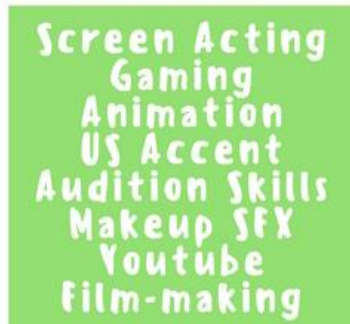 Screen Acting
Gaming
Animation
US Accent
Audition Skills
Makeup SFX
Youtube
Film-making